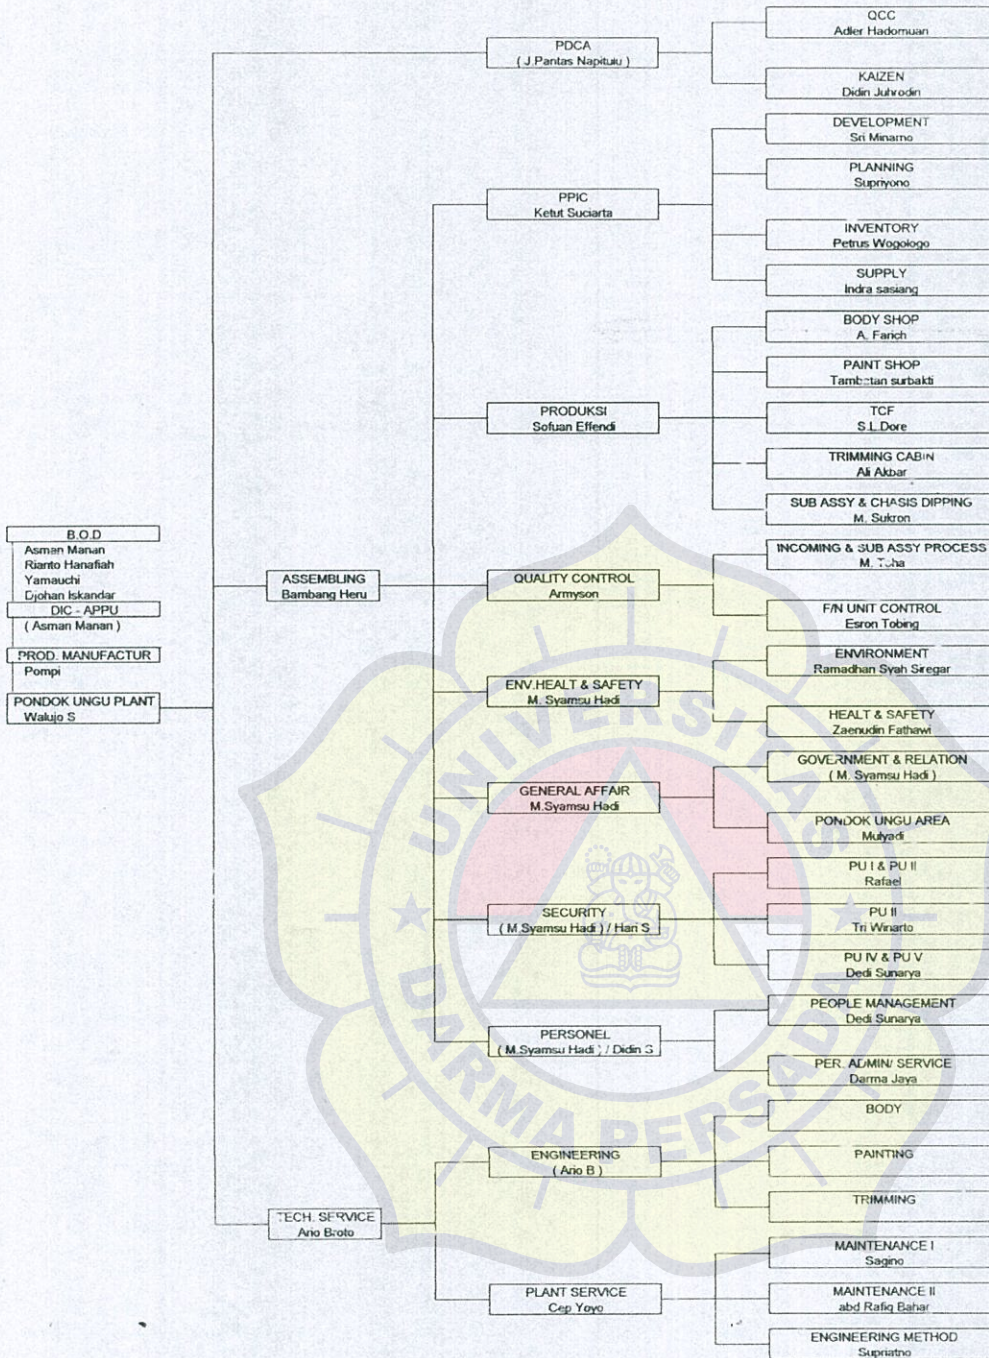 QCC
Adler Hadomuan
PDCA
( J.Pantas Napitulu )
KAIZEN
Didin Juhrodin
DEVELOPMENT
Sri Minarno
PLANNING
Supriyono
PPIC
Ketut Suciarta
INVENTORY
Petrus Wogologo
SUPPLY
Indra sasiang
BODY SHOP
A. Farich
PAINT SHOP
surbakti
PRODUKSI
Sofuan Effendi
TCF
S.L.Dore
TRIMMING CABIN
Ali Akbar
SUB ASSY & CHASIS DIPPING
M. Sukron
B.O.D
Asman Manan
Rianto Hanafiah
Yamauchi
Djohan Iskandar
DIC - APPU
( Asman Manan )
PROD. MANUFACTUR
Pompi
PONDOK UNGU PLANT
Walujo S
ASSEMBLING
Bambang Heru
QUALITY CONTROL
Armyson
INCOMING & SUB ASSY PROCESS
M. Toha
F/N UNIT CONTROL
Esron Tobing
ENV.HEALT & SAFETY
M. Syamsu Hadi
ENVIRONMENT
Ramadhan Syah Siregar
HEALT & SAFETY
Zaenudin Fathawi
GENERAL AFFAIR
M.Syamsu Hadi
GOVERNMENT & RELATION
( M. Syamsu Hadi )
PONDOK UNGU AREA
Mulyadi
SECURITY
( M.Syamsu Hadi ) / Hari S
PU I & PU II
Rafael
PU II
Tri Winarto
PU IV & PU V
Dedi Sunarya
PERSONEL
( M.Syamsu Hadi ) / Didin S
PEOPLE MANAGEMENT
Dedi Sunarya
PER. ADMIN/ SERVICE
Darma Jaya
TECH. SERVICE
Ario Broto
ENGINEERING
( Ario B )
BODY
PAINTING
TRIMMING
PLANT SERVICE
Cep Yoyo
MAINTENANCE I
Sagino
MAINTENANCE II
abd Rafiq Bahar
ENGINEERING METHOD
Supriatno
UNIVERSITAS
DARMA PERSADA